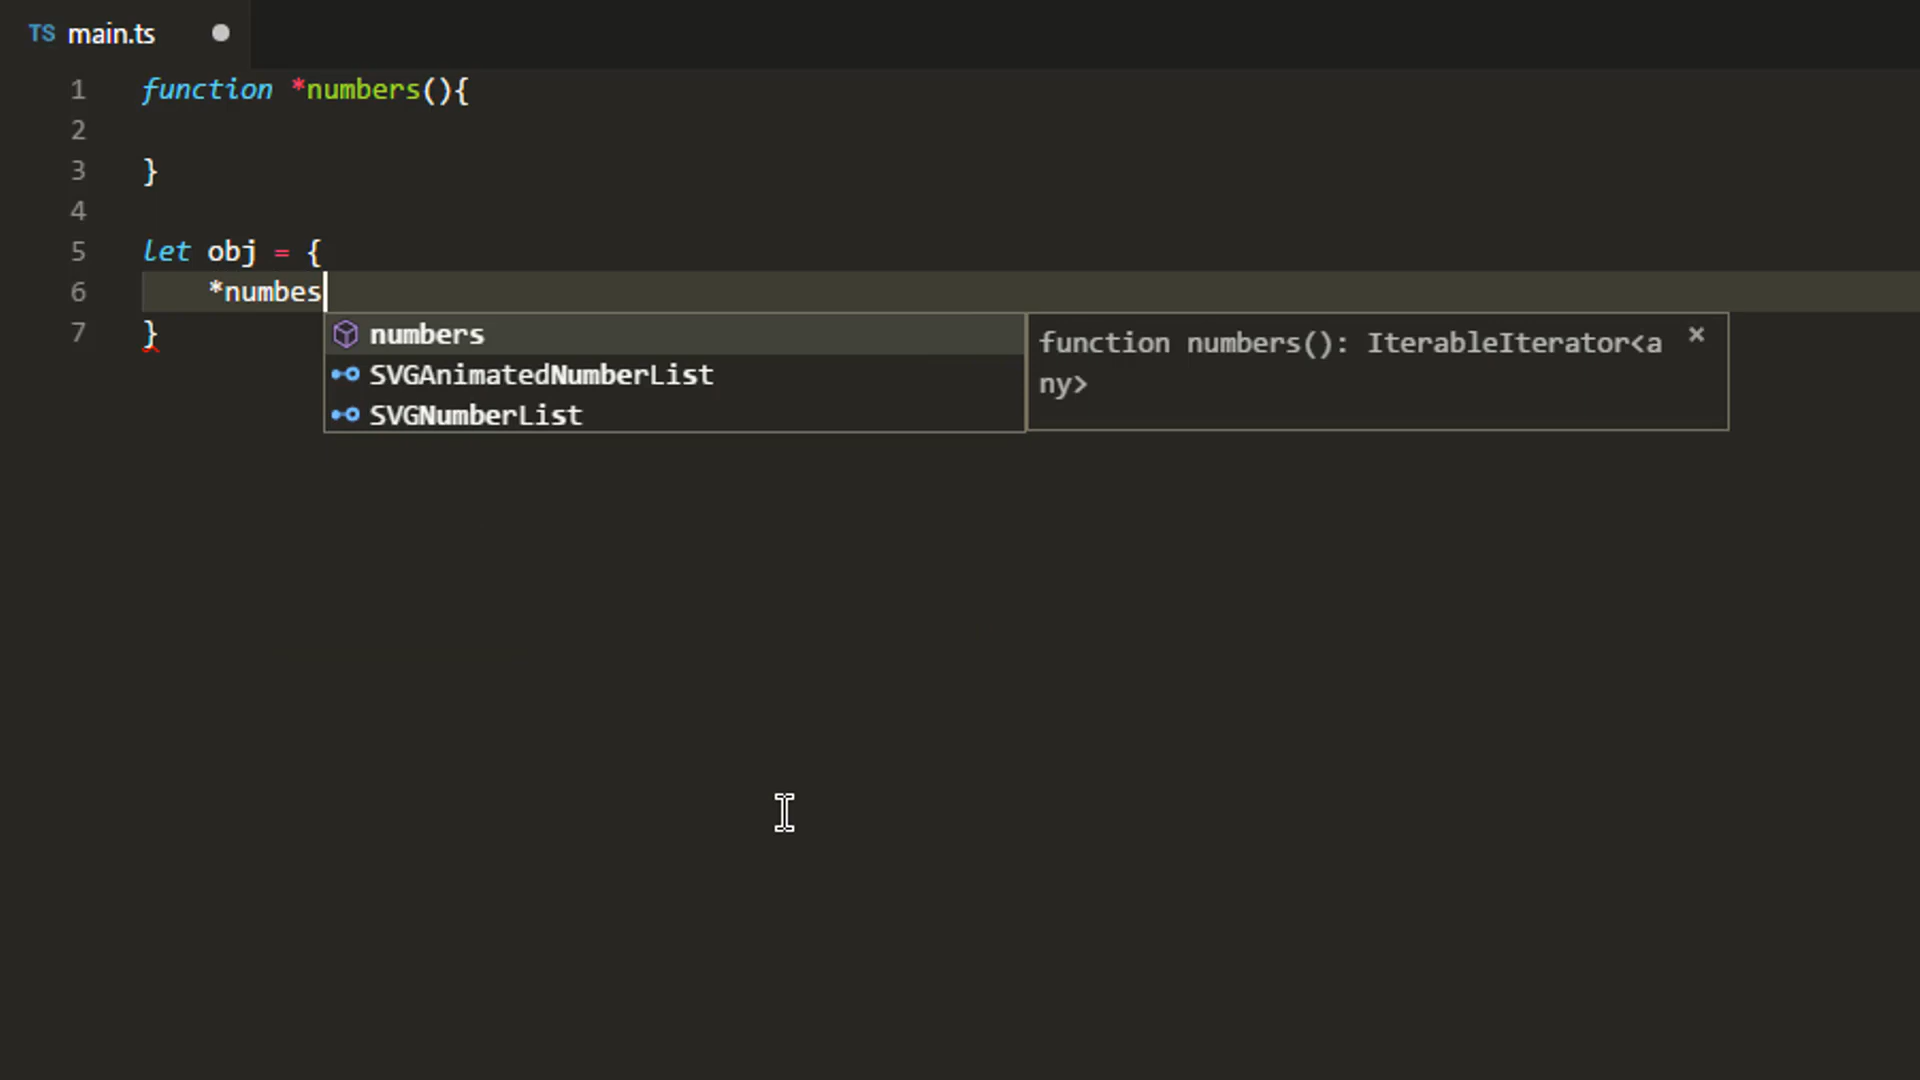 TS main.ts
1 function *numbers(){
2
3 }
4
5 let obj = {
6 *numbes
7 }
numbers
SVGAnimatedNumberList
SVGNumberList
function numbers(): IterableIterator<a
ny>